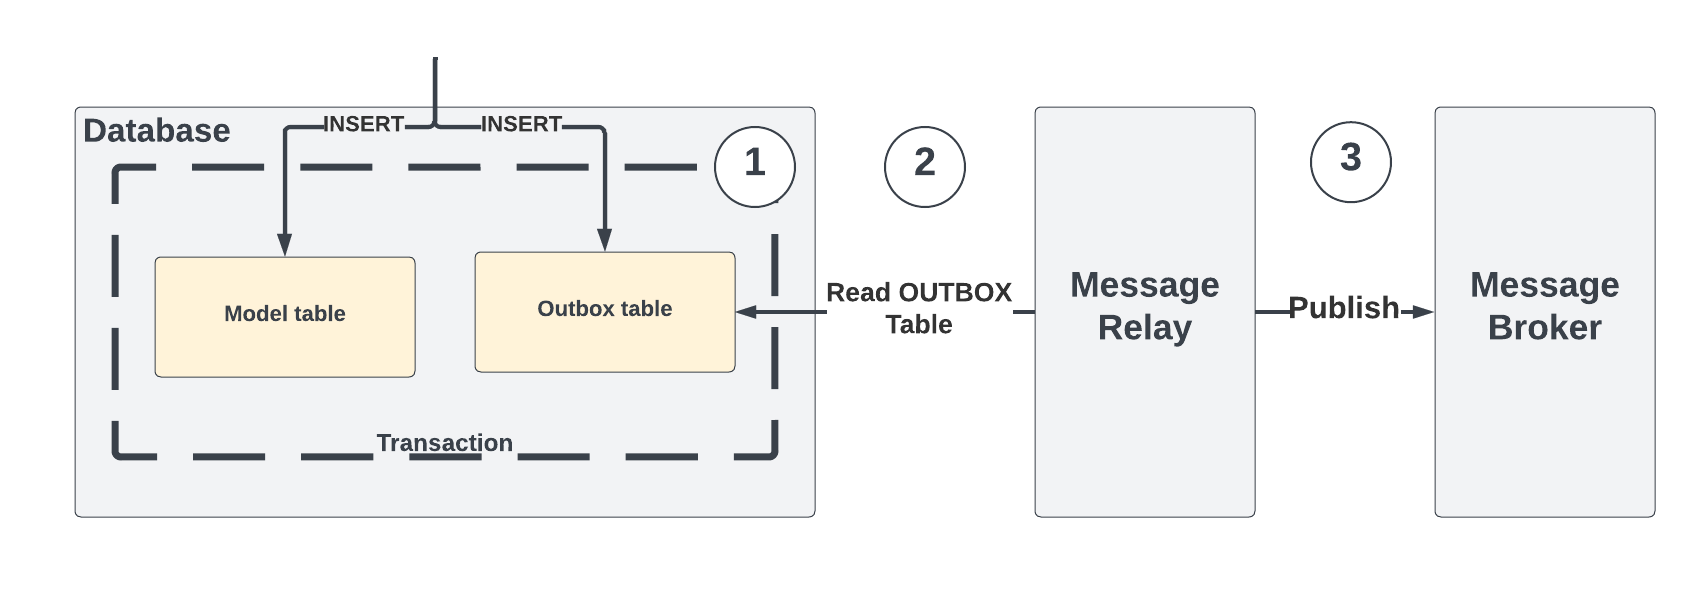 Database
INSERT
INSERT
1
2
3
Model table
Outbox table
Read OUTBOX
Table
Message
Relay
Publish
Message
Broker
Transaction